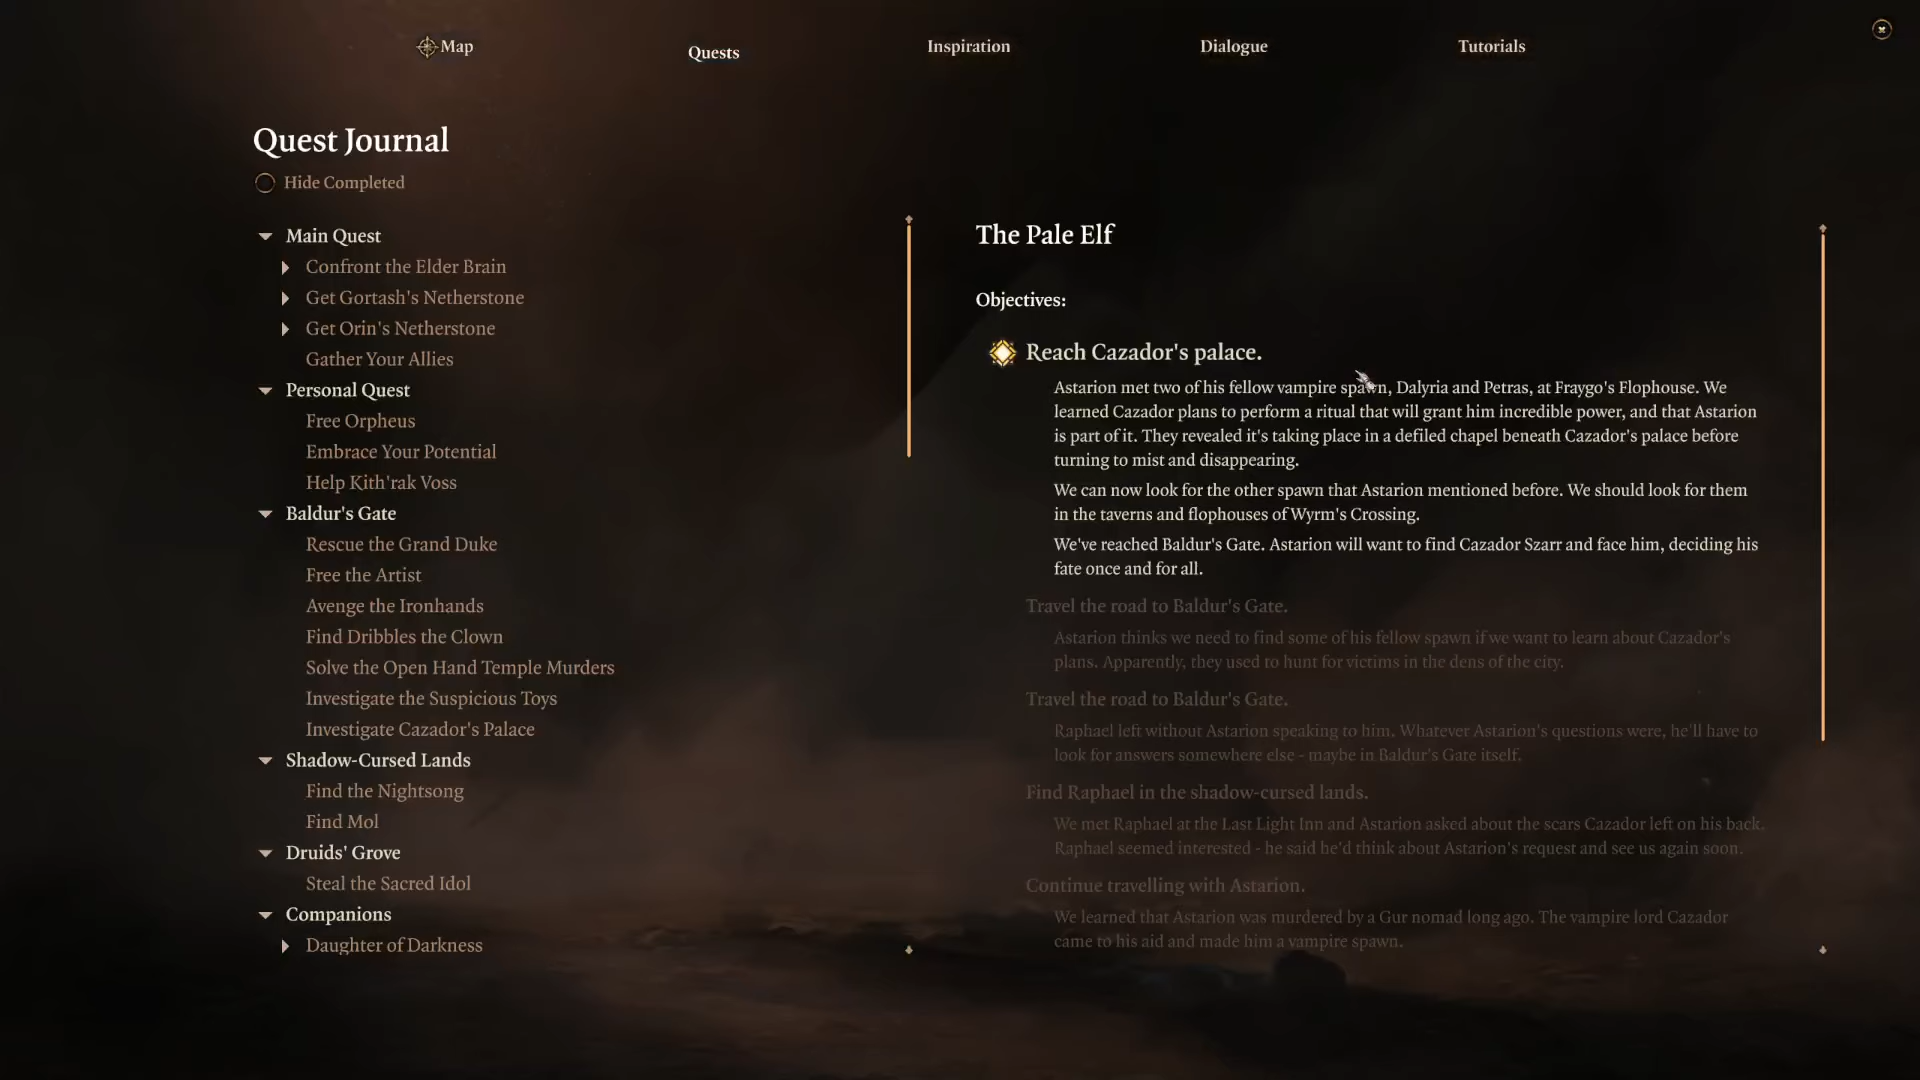 Map
Quests
Inspiration
Dialogue
Tutorials
Quest Journal
Hide Completed
Main Quest
Confront the Elder Brain
Get Gortash's Netherstone
Get Orin's Netherstone
Gather Your Allies
Personal Quest
Free Orpheus
Embrace Your Potential
Help Kith'rak Voss
Baldur's Gate
Rescue the Grand Duke
Free the Artist
Avenge the Ironhands
Find Dribbles the Clown
Solve the Open Hand Temple Murders
Investigate the Suspicious Toys
Investigate Cazador's Palace
Shadow-Cursed Lands
Find the Nightsong
Find Mol
Druids' Grove
Steal the Sacred Idol
Companions
Daughter of Darkness
The Pale Elf
Objectives:
Reach Cazador's palace.
Astarion met two of his fellow vampire spawn, Dalyria and Petras, at Fraygo's Flophouse. We
learned Cazador plans to perform a ritual that will grant him incredible power, and that Astarion
is part of it. They revealed it's taking place in a defiled chapel beneath Cazador's palace before
turning to mist and disappearing.
We can now look for the other spawn that Astarion mentioned before. We should look for them
in the taverns and flophouses of Wyrm's Crossing.
We've reached Baldur's Gate. Astarion will want to find Cazador Szarr and face him, deciding his
fate once and for all.
Travel the road to Baldur's Gate.
Astarion thinks we need to find some of his fellow spawn if we want to learn about Cazador's
plans. Apparently, they used to hunt for victims in the dens of the city.
Travel the road to Baldur's Gate.
Raphael left without Astarion speaking to him. Whatever Astarion's questions were, he'll have to
look for answers somewhere else - maybe in Baldur's Gate itself.
Find Raphael in the shadow-cursed lands.
We met Raphael at the Last Light Inn and Astarion asked about the scars Cazador left on his back.
Raphael seemed interested - he said he'd think about Astarion's request and see us again soon.
Continue travelling with Astarion.
We learned that Astarion was murdered by a Gur nomad long ago. The vampire lord Cazador
came to his aid and made him a vampire spawn.